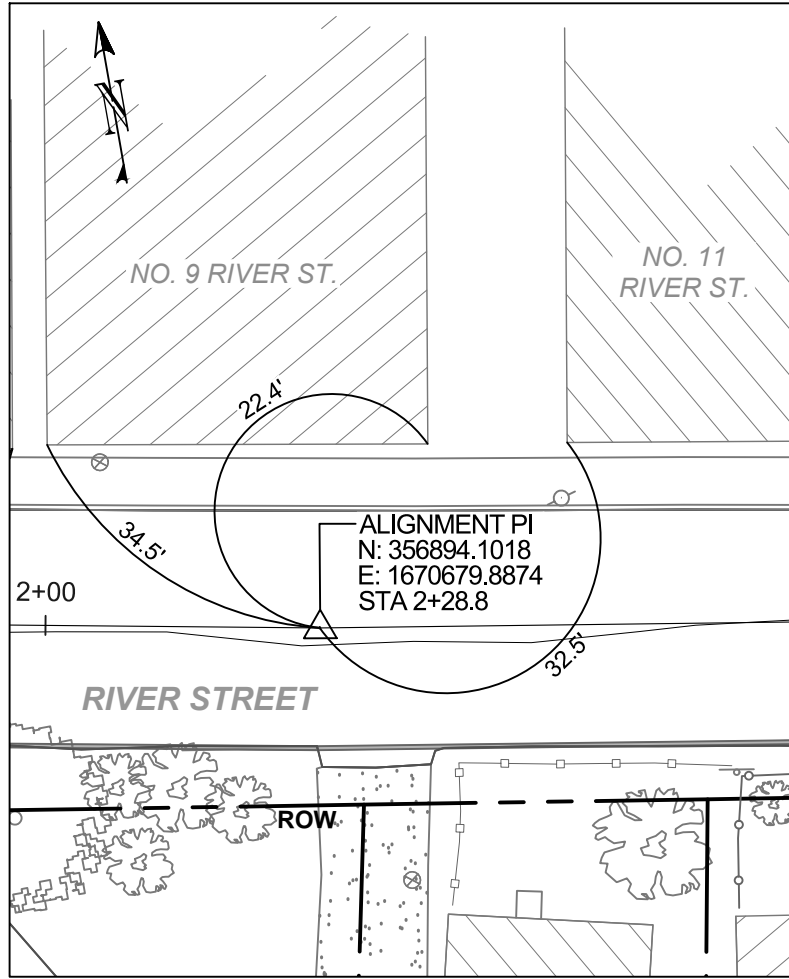 N
NO. 9 RIVER ST.
NO. 11
RIVER ST.
22.4'
34.5'
ALIGNMENT PI
N: 356894.1018
E: 1670679.8874
STA 2+28.8
2+00
32.5'
RIVER STREET
ROW